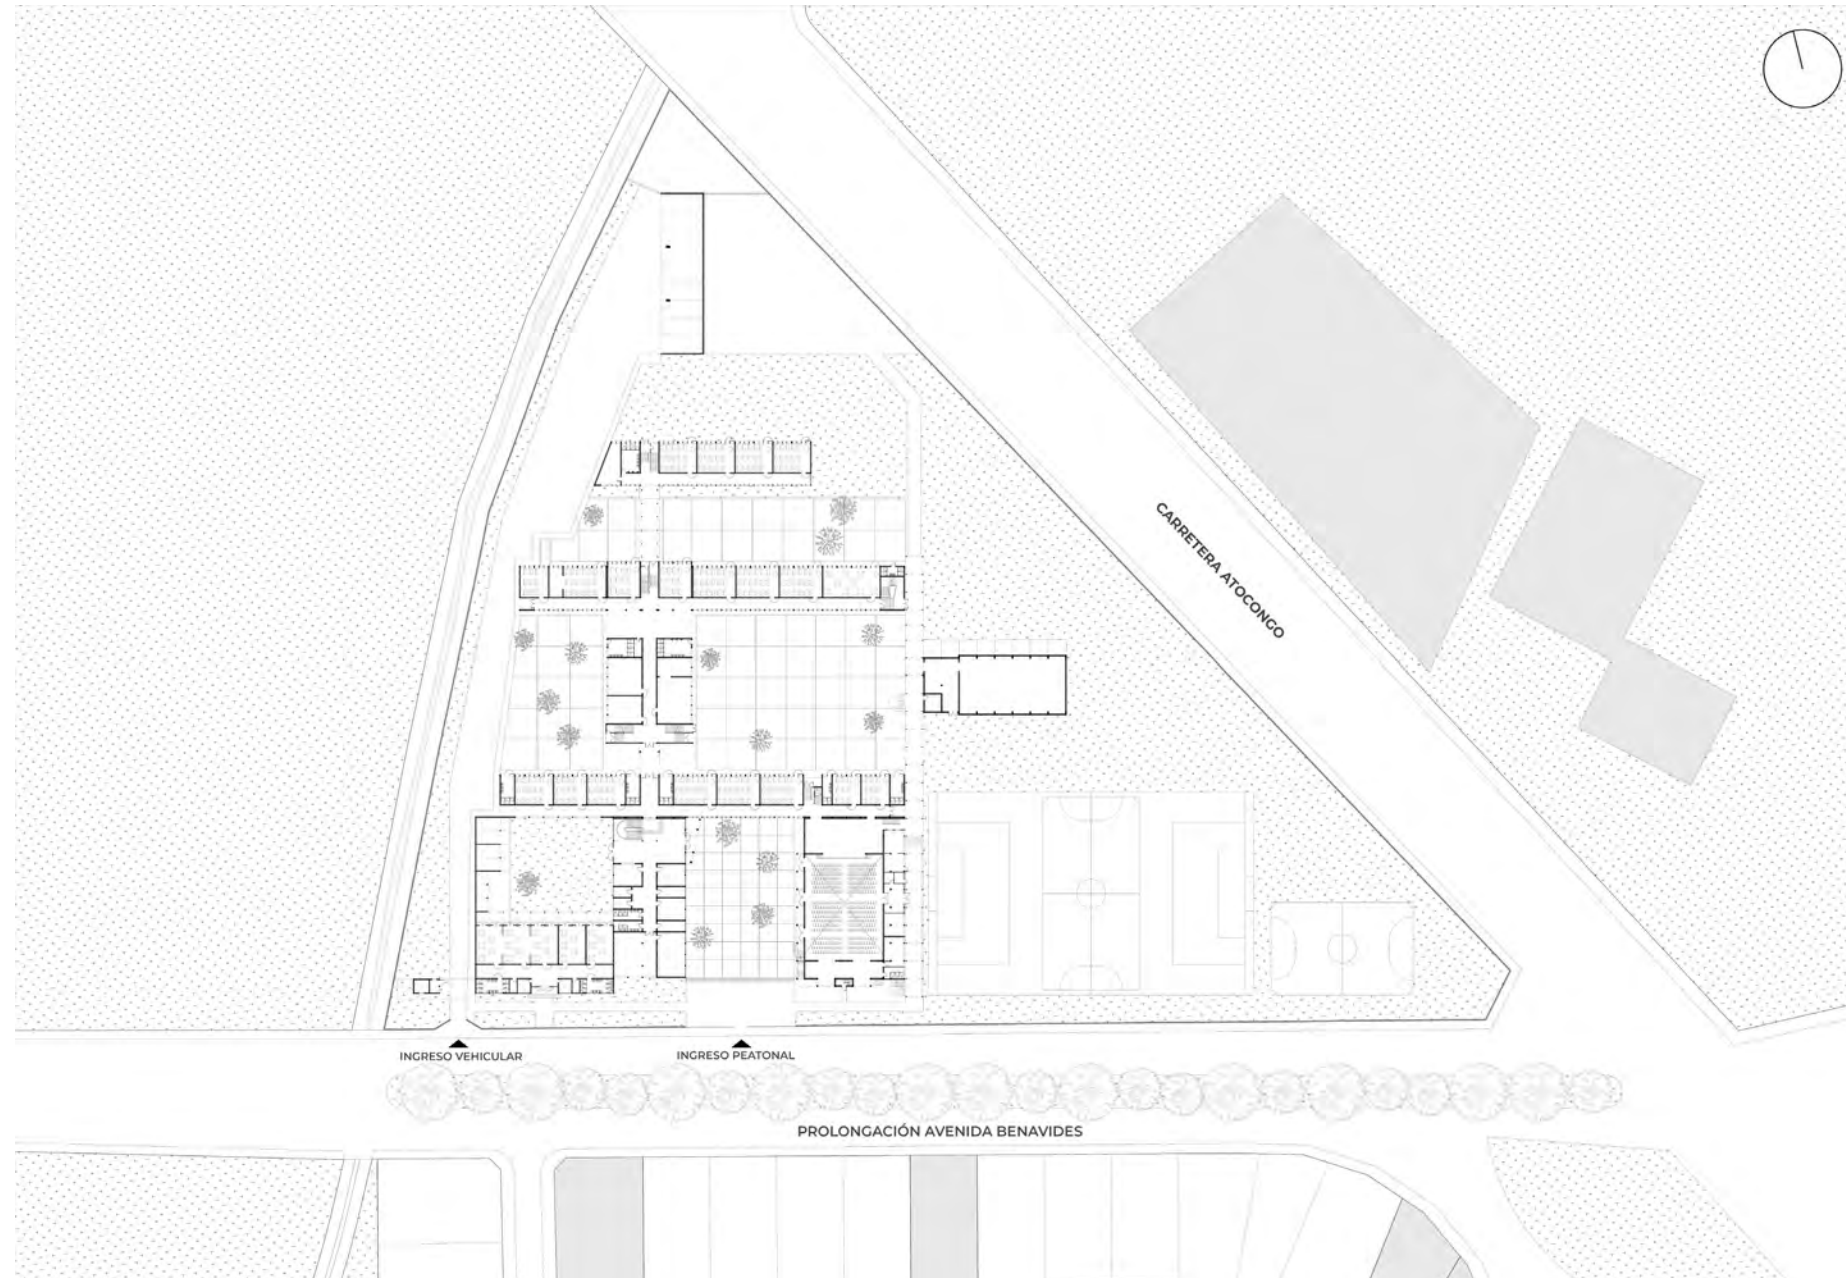 CARRETERA ATOCONGO
INGRESO VEHICULAR
INGRESO PEATONAL
PROLONGACIÓN AVENIDA BENAVIDES